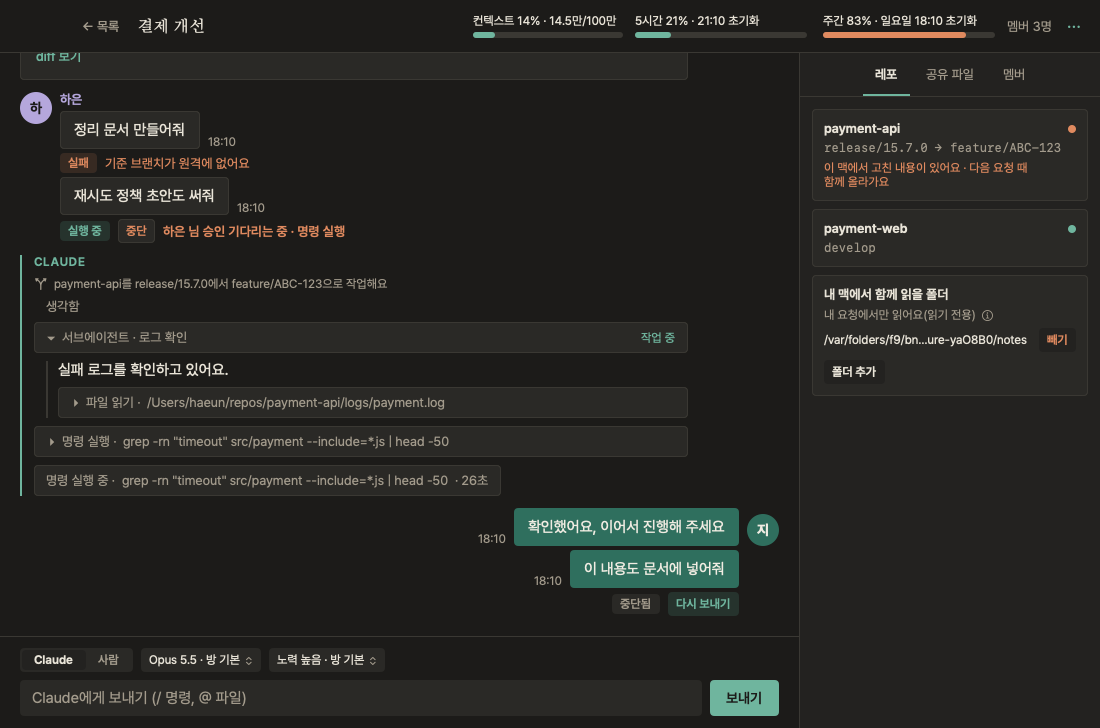 ← 목록
결제 개선
컨텍스트 14% · 14.5만/100만
5시간 21% · 21:10 초기화
주간 83% · 일요일 18:10 초기화
멤버 3명
···
diff 보기
하
하은
정리 문서 만들어줘
18:10
실패 기준 브랜치가 원격에 없어요
재시도 정책 초안도 써줘
18:10
실행 중 중단 하은 님 승인 기다리는 중 · 명령 실행
CLAUDE
payment-api를 release/15.7.0에서 feature/ABC-123으로 작업해요
생각함
서브에이전트 · 로그 확인
작업 중
실패 로그를 확인하고 있어요.
파일 읽기 · /Users/haeun/repos/payment-api/logs/payment.log
명령 실행 · grep -rn "timeout" src/payment --include=*.js | head -50
명령 실행 중 · grep -rn "timeout" src/payment --include=*.js | head -50 · 26초
확인했어요, 이어서 진행해 주세요
18:10
지
이 내용도 문서에 넣어줘
18:10
중단됨 다시 보내기
Claude 사람 Opus 5.5 · 방 기본 노력 높음 · 방 기본
Claude에게 보내기 (/ 명령, @ 파일)
보내기
레포 공유 파일 멤버
payment-api
release/15.7.0 → feature/ABC-123
이 맥에서 고친 내용이 있어요 · 다음 요청 때
함께 올라가요
payment-web
develop
내 맥에서 함께 읽을 폴더
내 요청에서만 읽어요(읽기 전용)
/var/folders/f9/bn…ure-yaO8B0/notes 빼기
폴더 추가